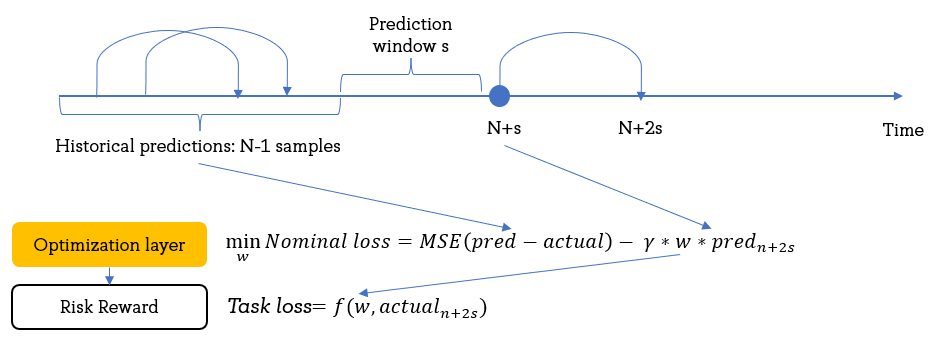 Prediction
window s
N+s
N+2s
Time
Historical predictions: N-1 samples
Optimization layer
min Nominal loss = MSE(pred − actual) − γ * w * pred_{n+2s}
w
Risk Reward
Task loss= f(w, actual_{n+2s})